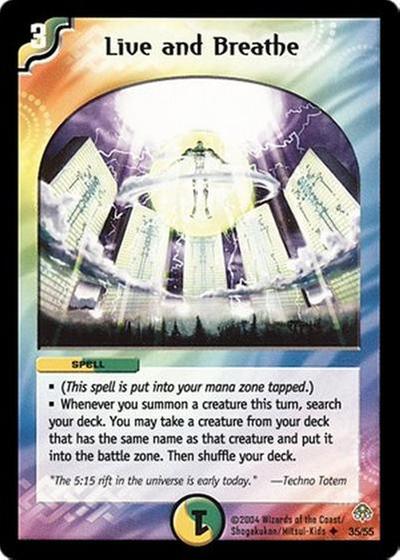 3
Live and Breathe
SPELL
▪ (This spell is put into your mana zone tapped.)
▪ Whenever you summon a creature this turn, search
your deck. You may take a creature from your deck
that has the same name as that creature and put it
into the battle zone. Then shuffle your deck.
"The 5:15 rift in the universe is early today." —Techno Totem
1
©2004 Wizards of the Coast/
Shogakukan/Mitsui-Kids ♦ 35/55